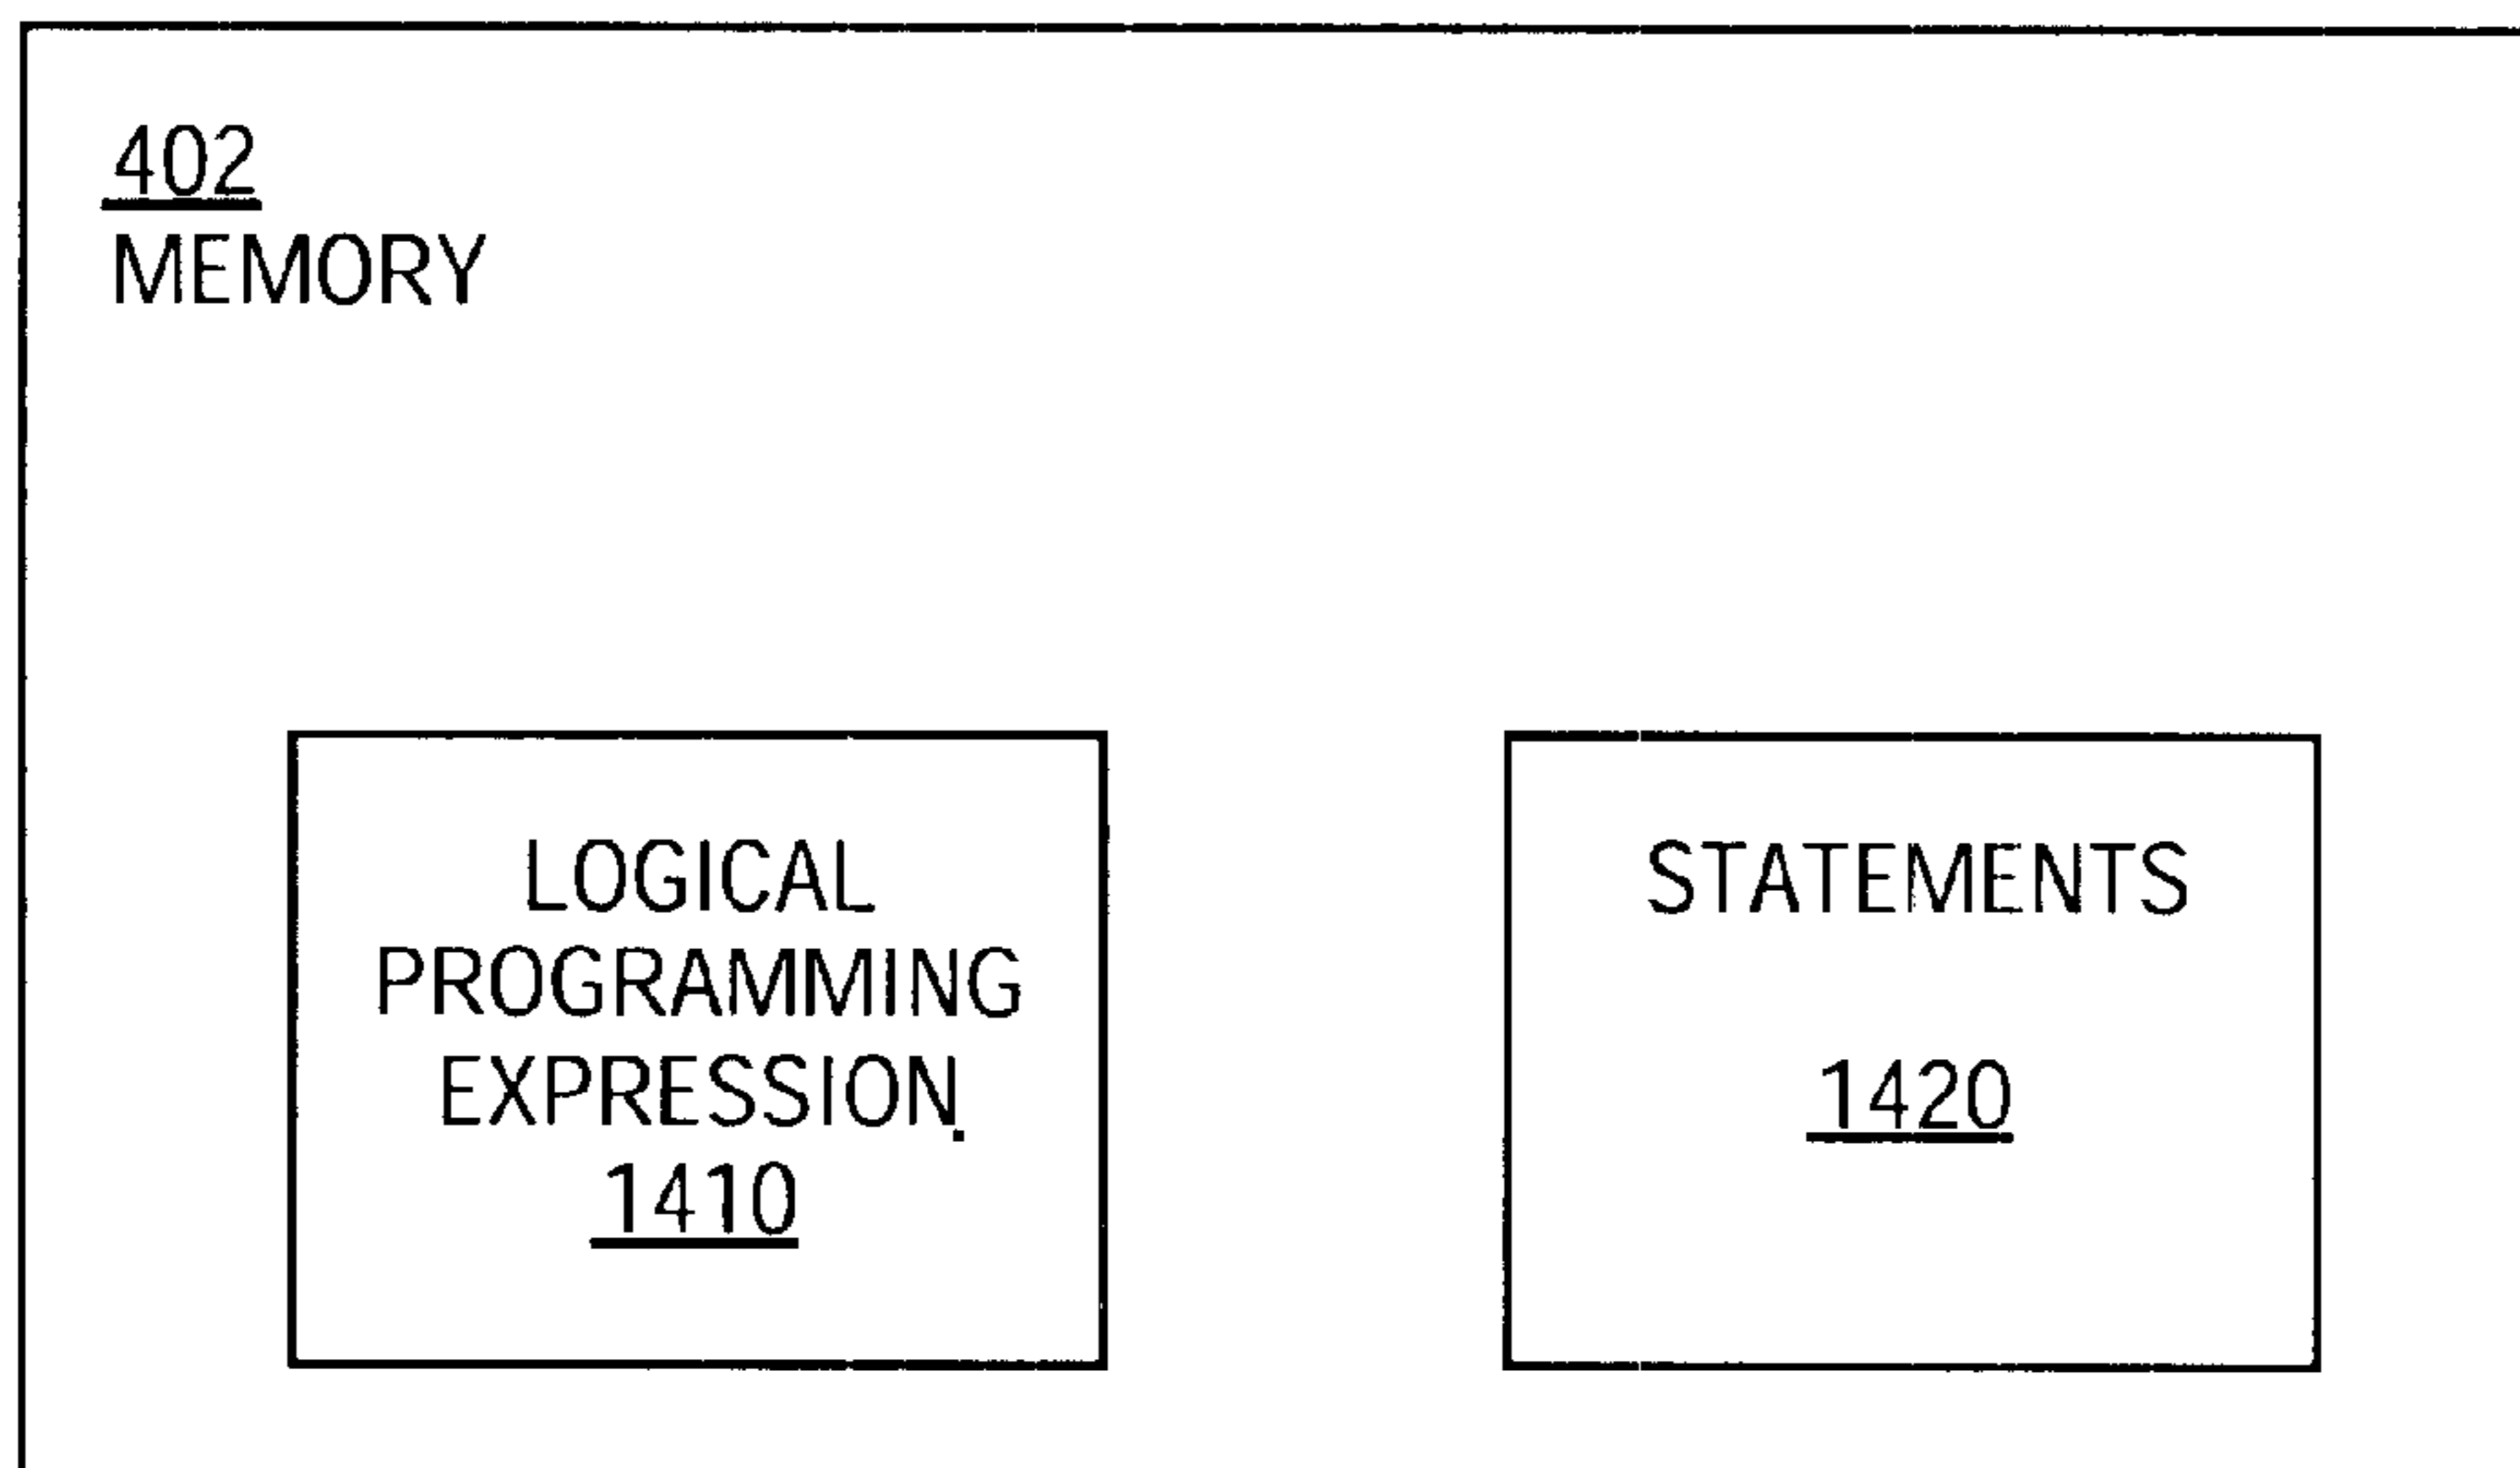 402
MEMORY
LOGICAL
PROGRAMMING
EXPRESSION
1410
STATEMENTS
1420